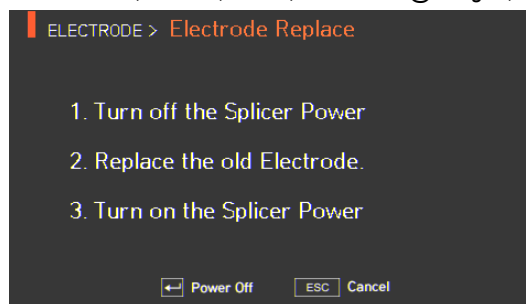 ELECTRODE > Electrode Replace
1. Turn off the Splicer Power
2. Replace the old Electrode.
3. Turn on the Splicer Power
Power Off ESC Cancel